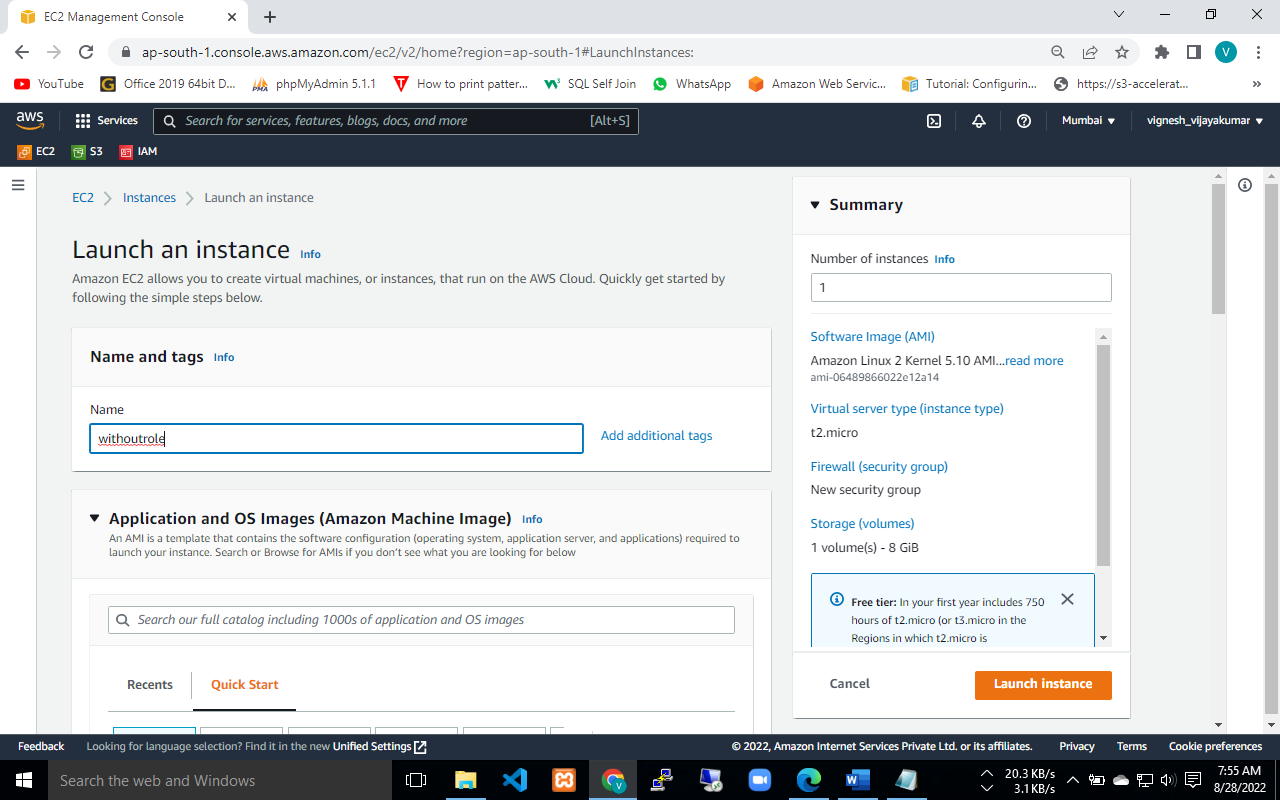 EC2 Management Console
ap-south-1.console.aws.amazon.com/ec2/v2/home?region=ap-south-1#LaunchInstances:
V
YouTube
Office 2019 64bit D...
phpMyAdmin 5.1.1
How to print patter...
SQL Self Join
WhatsApp
Amazon Web Servic...
Tutorial: Configurin...
https://s3-accelerat...
»
aws
Services
Search for services, features, blogs, docs, and more
[Alt+S]
Mumbai
vignesh_vijayakumar
EC2
S3
IAM
EC2
Instances
Launch an instance
Launch an instance Info
Amazon EC2 allows you to create virtual machines, or instances, that run on the AWS Cloud. Quickly get started by
following the simple steps below.
Name and tags Info
Name
withoutrole
Add additional tags
Application and OS Images (Amazon Machine Image) Info
An AMI is a template that contains the software configuration (operating system, application server, and applications) required to
launch your instance. Search or Browse for AMIs if you don't see what you are looking for below
Search our full catalog including 1000s of application and OS images
Recents
Quick Start
Summary
Number of instances Info
1
Software Image (AMI)
Amazon Linux 2 Kernel 5.10 AMI...read more
ami-06489866022e12a14
Virtual server type (instance type)
t2.micro
Firewall (security group)
New security group
Storage (volumes)
1 volume(s) - 8 GiB
Free tier: In your first year includes 750
hours of t2.micro (or t3.micro in the
Regions in which t2.micro is
Cancel
Launch instance
Feedback
Looking for language selection? Find it in the new Unified Settings
© 2022, Amazon Internet Services Private Ltd. or its affiliates.
Privacy
Terms
Cookie preferences
Search the web and Windows
20.3 KB/s
3.1 KB/s
7:55 AM
8/28/2022